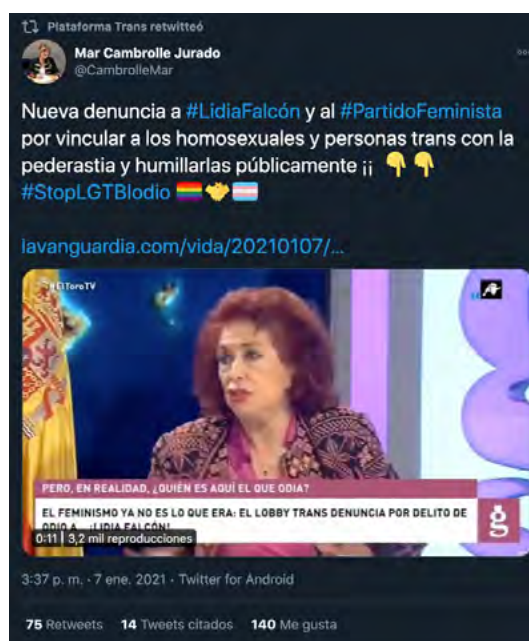 Plataforma Trans retwitteó
Mar Cambrolle Jurado
@CambrolleMar
Nueva denuncia a #LidiaFalcón y al #PartidoFeminista
por vincular a los homosexuales y personas trans con la
pederastia y humillarlas públicamente ¡¡ 👇👇
#StopLGTBIodio
lavanguardia.com/vida/20210107/...
#ElToroTV
PERO, EN REALIDAD, ¿QUIÉN ES AQUÍ EL QUE ODIA?
EL FEMINISMO YA NO ES LO QUE ERA: EL LOBBY TRANS DENUNCIA POR DELITO DE
ODIO A... ¡LIDIA FALCÓN!
g
0:11 | 3,2 mil reproducciones
3:37 p. m. · 7 ene. 2021 · Twitter for Android
75 Retweets 14 Tweets citados 140 Me gusta